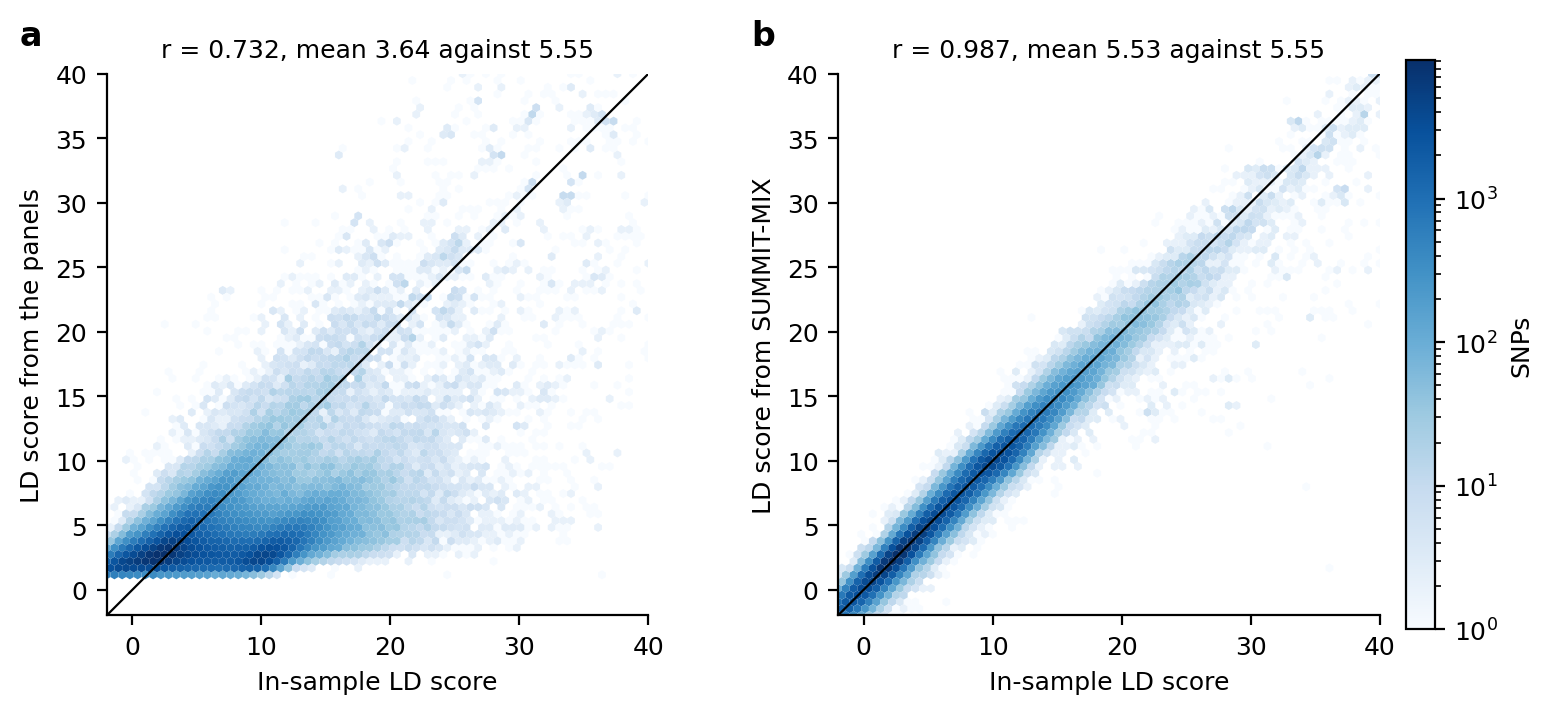 a
r = 0.732, mean 3.64 against 5.55
40
35
30
25
20
15
10
5
0
LD score from the panels
0 10 20 30 40
In-sample LD score
b
r = 0.987, mean 5.53 against 5.55
40
35
30
25
20
15
10
5
0
LD score from SUMMIT-MIX
0 10 20 30 40
In-sample LD score
10³
10²
10¹
10⁰
SNPs